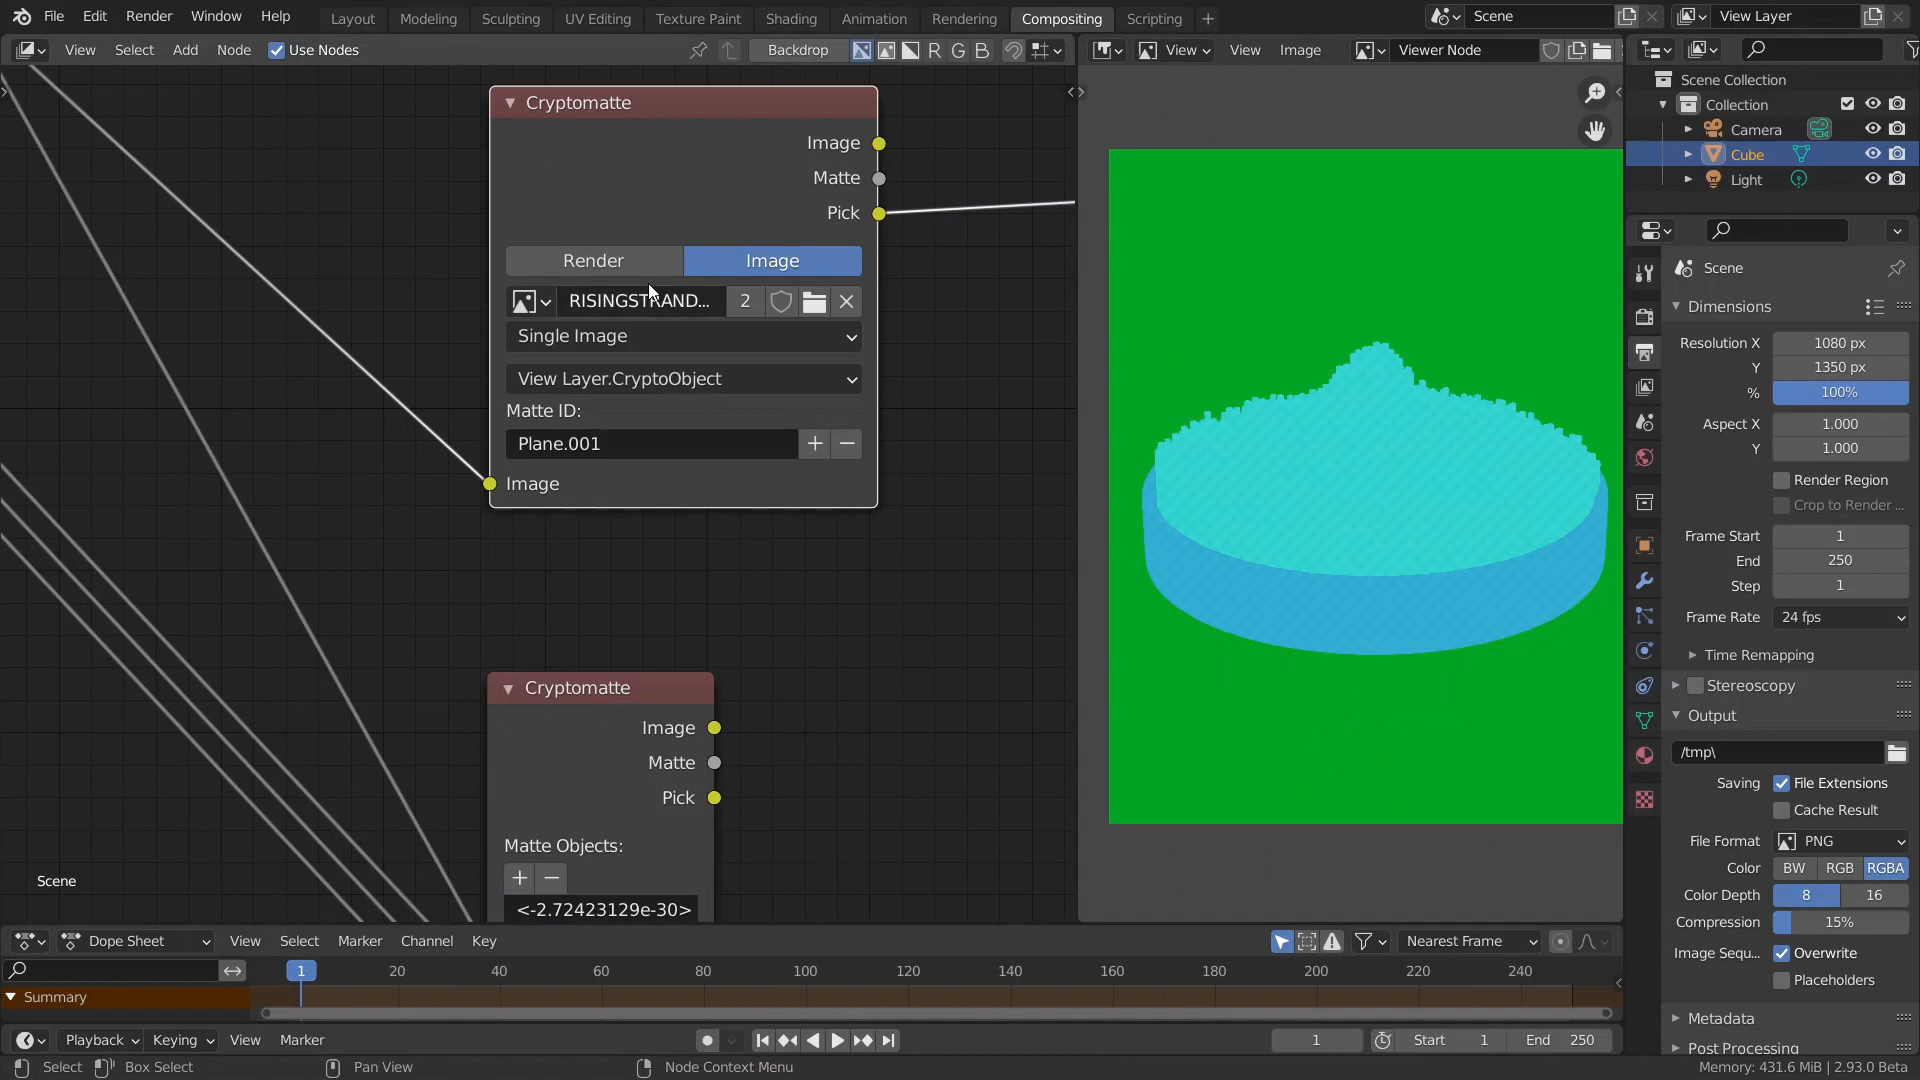 File Edit Render Window Help Layout Modeling Sculpting UV Editing Texture Paint Shading Animation Rendering Compositing Scripting Scene View Layer
View Select Add Node Use Nodes Backdrop R G B View View Image Viewer Node
Scene Collection
Collection
Camera
Cube
Light
Cryptomatte
Image
Matte
Pick
Render Image
RISINGSTRAND... 2
Single Image
View Layer.CryptoObject
Matte ID:
Plane.001
Image
Cryptomatte
Image
Matte
Pick
Matte Objects:
<-2.72423129e-30>
Scene
Scene
Dimensions
Resolution X 1080 px
Y 1350 px
% 100%
Aspect X 1.000
Y 1.000
Render Region
Crop to Render ...
Frame Start 1
End 250
Step 1
Frame Rate 24 fps
Time Remapping
Stereoscopy
Output
/tmp\
Saving File Extensions
Cache Result
File Format PNG
Color BW RGB RGBA
Color Depth 8 16
Compression 15%
Image Sequ... Overwrite
Placeholders
Metadata
Post Processing
Dope Sheet View Select Marker Channel Key Nearest Frame
1 20 40 60 80 100 120 140 160 180 200 220 240
Summary
Playback Keying View Marker 1 Start 1 End 250
Select Box Select Pan View Node Context Menu Memory: 431.6 MiB | 2.93.0 Beta